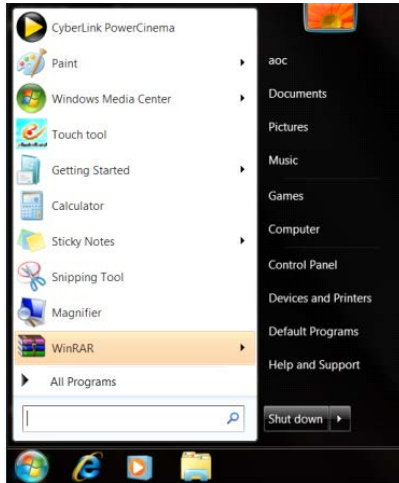 CyberLink PowerCinema
Paint
Windows Media Center
Touch tool
Getting Started
Calculator
Sticky Notes
Snipping Tool
Magnifier
WinRAR
All Programs
aoc
Documents
Pictures
Music
Games
Computer
Control Panel
Devices and Printers
Default Programs
Help and Support
Shut down